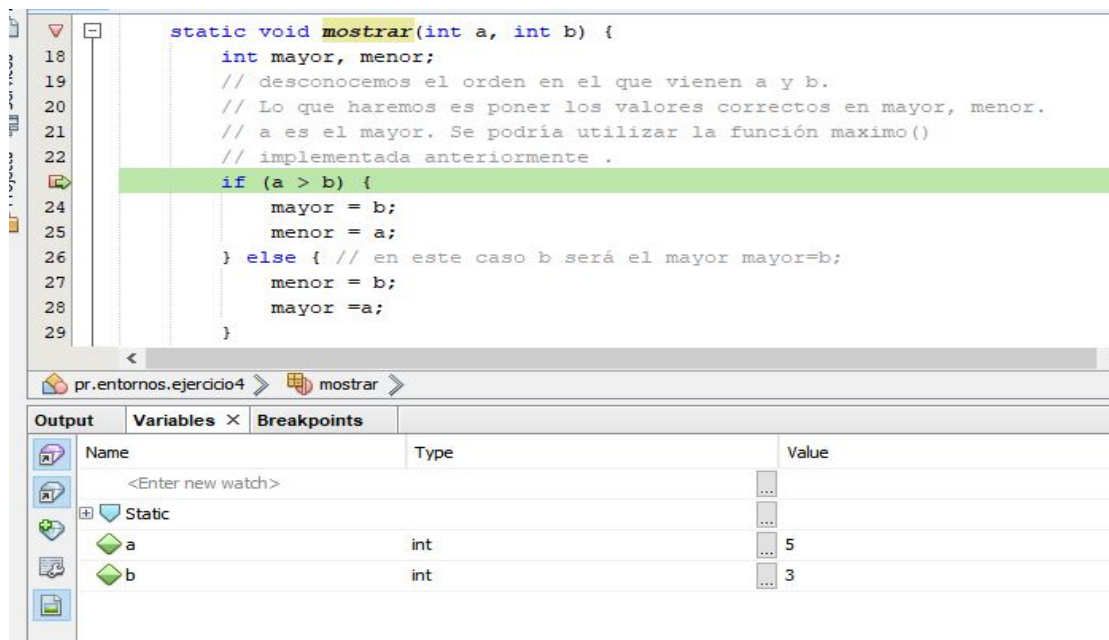 static void mostrar(int a, int b) {
18 int mayor, menor;
19 // desconocemos el orden en el que vienen a y b.
20 // Lo que haremos es poner los valores correctos en mayor, menor.
21 // a es el mayor. Se podría utilizar la función maximo()
22 // implementada anteriormente .
if (a > b) {
24 mayor = b;
25 menor = a;
26 } else { // en este caso b será el mayor mayor=b;
27 menor = b;
28 mayor =a;
29 }
pr.entornos.ejercicio4 mostrar
Output Variables × Breakpoints
Name Type Value
<Enter new watch> ...
Static ...
a int ... 5
b int ... 3